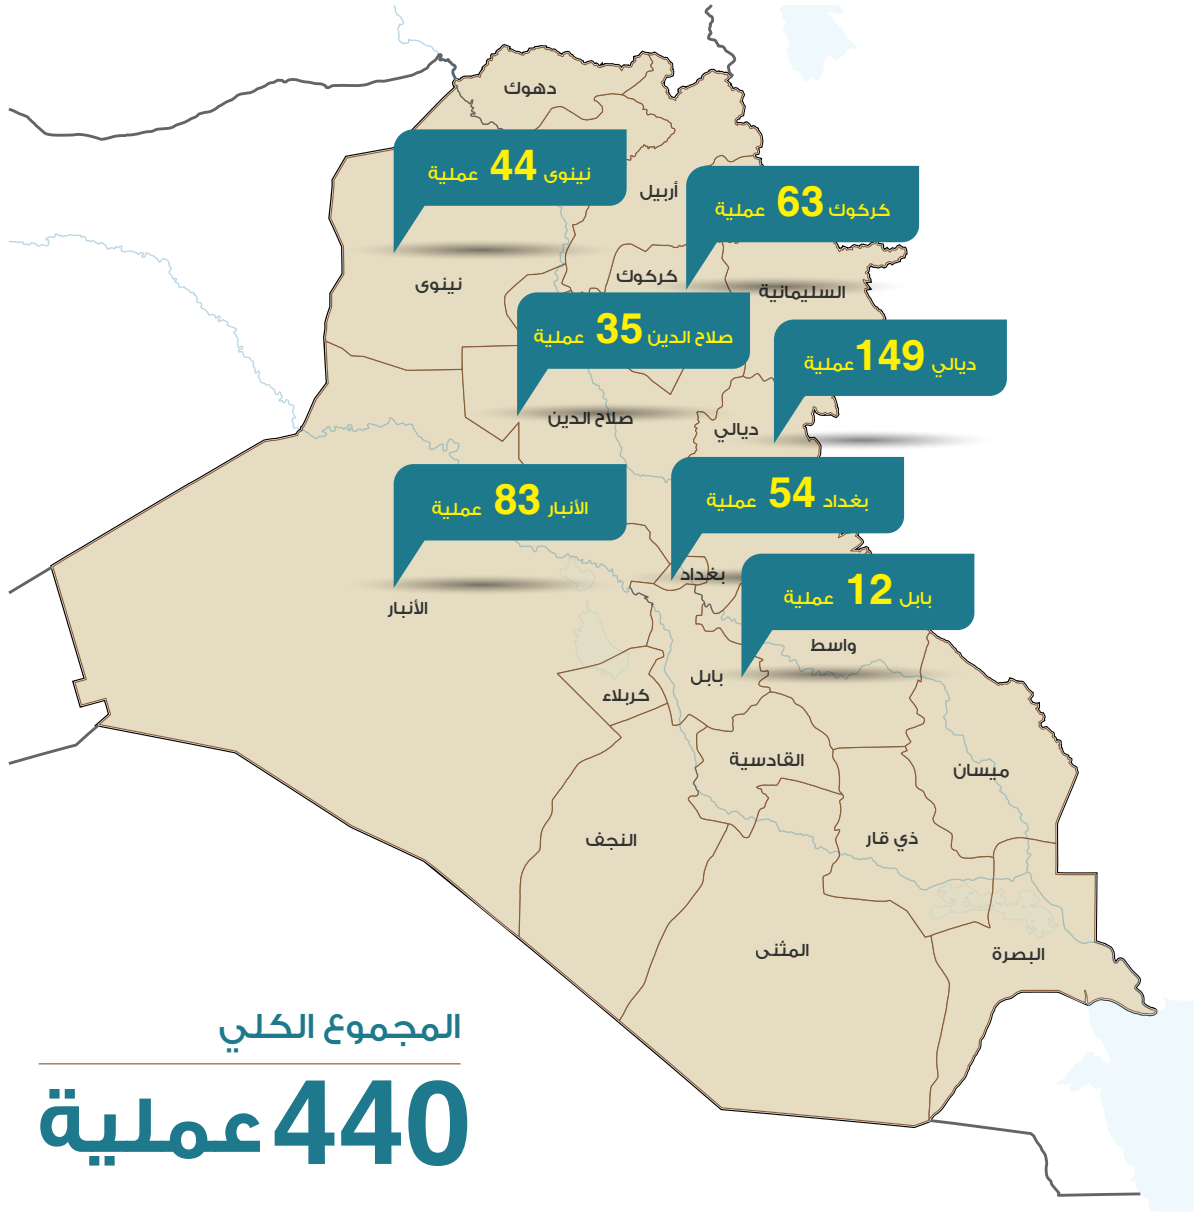 دهوك
نينوى 44 عملية
أربيل
كركوك 63 عملية
كركوك
نينوى
السليمانية
صلاح الدين 35 عملية
ديالي 149 عملية
صلاح الدين
ديالي
الأنبار 83 عملية
بغداد 54 عملية
بغداد
بابل 12 عملية
الأنبار
واسط
بابل
كربلاء
القادسية
ميسان
النجف
ذي قار
المثنى
البصرة
المجموع الكلي
440 عملية